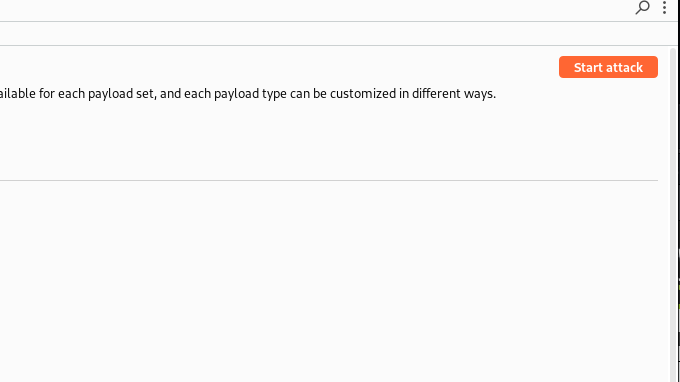 Start attack
ailable for each payload set, and each payload type can be customized in different ways.